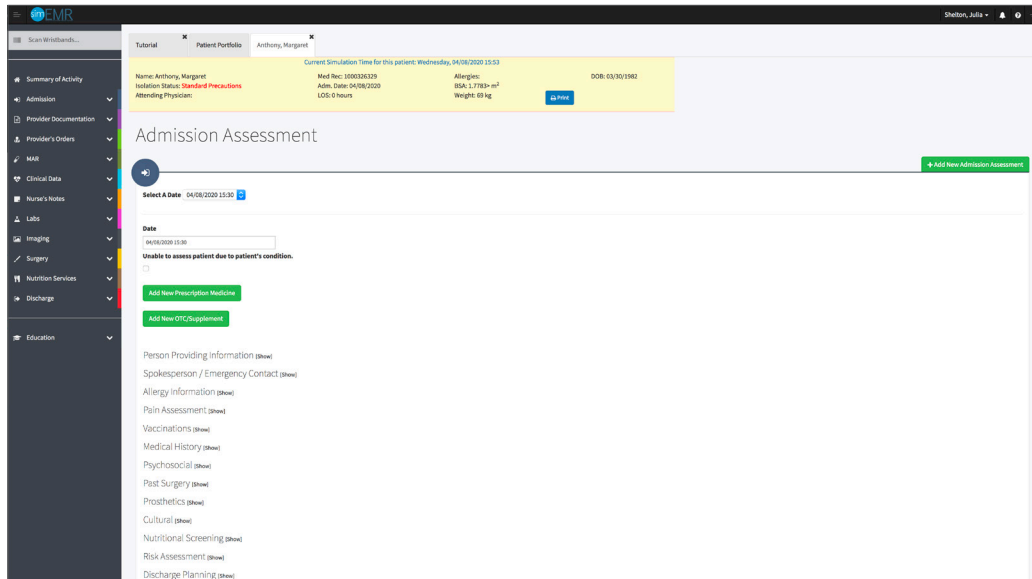 simEMR
Shelton, Julia
Scan Wristbands...
Summary of Activity
Admission
Provider Documentation
Provider's Orders
MAR
Clinical Data
Nurse's Notes
Labs
Imaging
Surgery
Nutrition Services
Discharge
Education
Tutorial ✖ Patient Portfolio Anthony, Margaret ✖
Current Simulation Time for this patient: Wednesday, 04/08/2020 15:53
Name: Anthony, Margaret Med Rec: 1000326329 Allergies: DOB: 03/30/1982
Isolation Status: Standard Precautions Adm. Date: 04/08/2020 BSA: 1.7783> m²
Attending Physician: LOS: 0 hours Weight: 69 kg Print
Admission Assessment
+ Add New Admission Assessment
Select A Date 04/08/2020 15:30
Date
04/08/2020 15:30
Unable to assess patient due to patient's condition.
Add New Prescription Medicine
Add New OTC/Supplement
Person Providing Information [Show]
Spokesperson / Emergency Contact [Show]
Allergy Information [Show]
Pain Assessment [Show]
Vaccinations [Show]
Medical History [Show]
Psychosocial [Show]
Past Surgery [Show]
Prosthetics [Show]
Cultural [Show]
Nutritional Screening [Show]
Risk Assessment [Show]
Discharge Planning [Show]